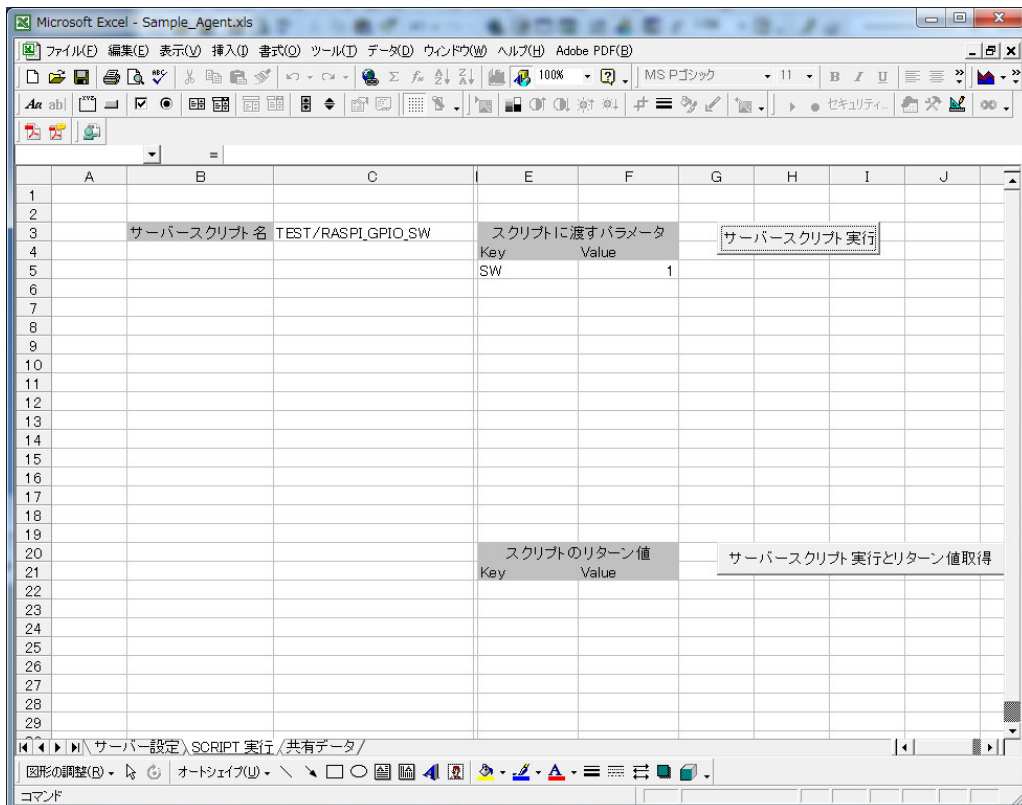 Microsoft Excel - Sample_Agent.xls
ファイル(F) 編集(E) 表示(V) 挿入(I) 書式(O) ツール(T) データ(D) ウィンドウ(W) ヘルプ(H) Adobe PDF(B)
100% MS Pゴシック 11 B I U
Aa ab| セキュリティ...
=
A B C E F G H I J
1
2
3 サーバースクリプト名 TEST/RASPI_GPIO_SW スクリプトに渡すパラメータ サーバースクリプト実行
4 Key Value
5 SW 1
6
7
8
9
10
11
12
13
14
15
16
17
18
19
20 スクリプトのリターン値 サーバースクリプト実行とリターン値取得
21 Key Value
22
23
24
25
26
27
28
29
サーバー設定 SCRIPT 実行 共有データ
図形の調整(R) オートシェイプ(U)
コマンド